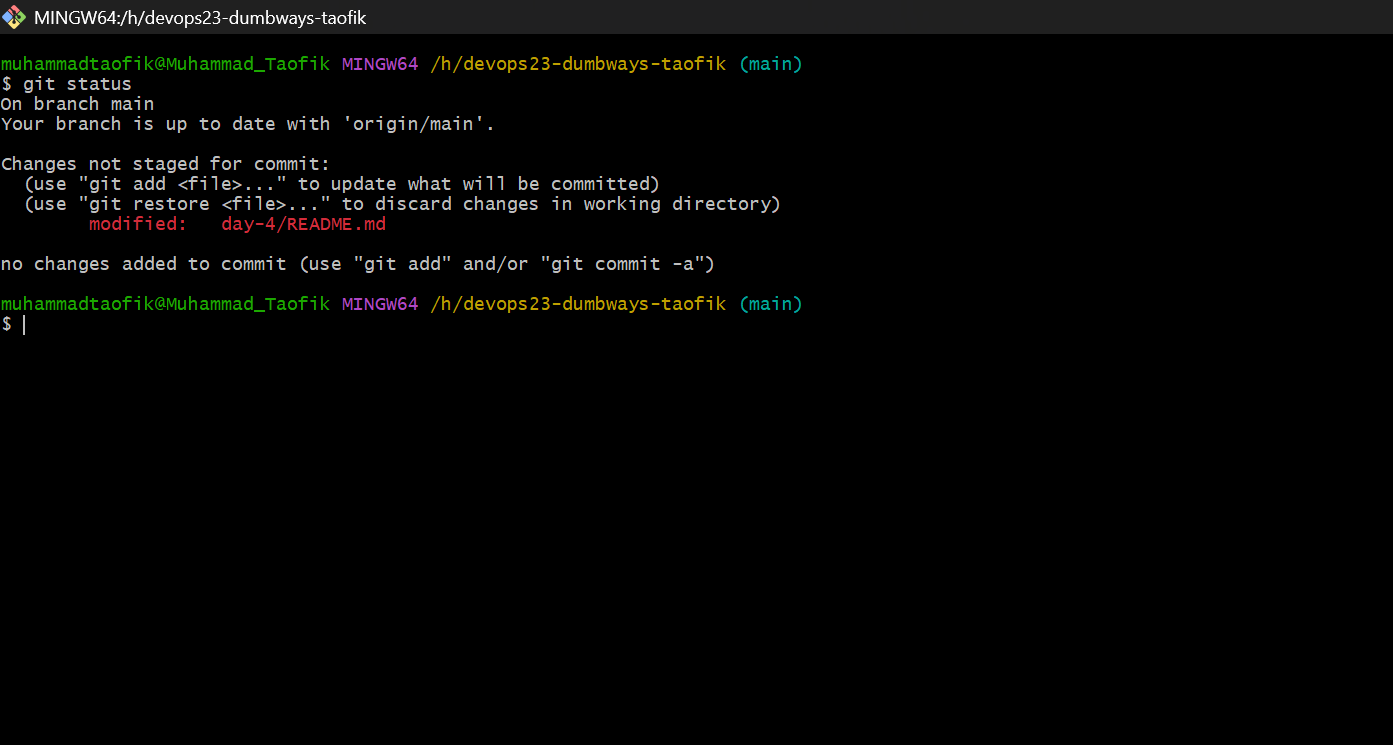 MINGW64:/h/devops23-dumbways-taofik
muhammadtaofik@Muhammad_Taofik MINGW64 /h/devops23-dumbways-taofik (main)
$ git status
On branch main
Your branch is up to date with 'origin/main'.
Changes not staged for commit:
  (use "git add <file>..." to update what will be committed)
  (use "git restore <file>..." to discard changes in working directory)
        modified:   day-4/README.md
no changes added to commit (use "git add" and/or "git commit -a")
muhammadtaofik@Muhammad_Taofik MINGW64 /h/devops23-dumbways-taofik (main)
$